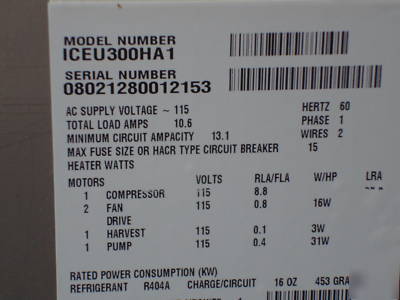 MODEL NUMBER
ICEU300HA1
SERIAL NUMBER
08021280012153
AC SUPPLY VOLTAGE ~ 115 HERTZ 60
TOTAL LOAD AMPS 10.6 PHASE 1
MINIMUM CIRCUIT AMPACITY 13.1 WIRES 2
MAX FUSE SIZE OR HACR TYPE CIRCUIT BREAKER 15
HEATER WATTS
MOTORS VOLTS RLA/FLA W/HP LRA
1 COMPRESSOR 115 8.8
2 FAN 115 0.8 16W
DRIVE
1 HARVEST 115 0.1 3W
1 PUMP 115 0.4 31W
RATED POWER CONSUMPTION (KW)
REFRIGERANT R404A CHARGE/CIRCUIT 16 OZ 453 GRA